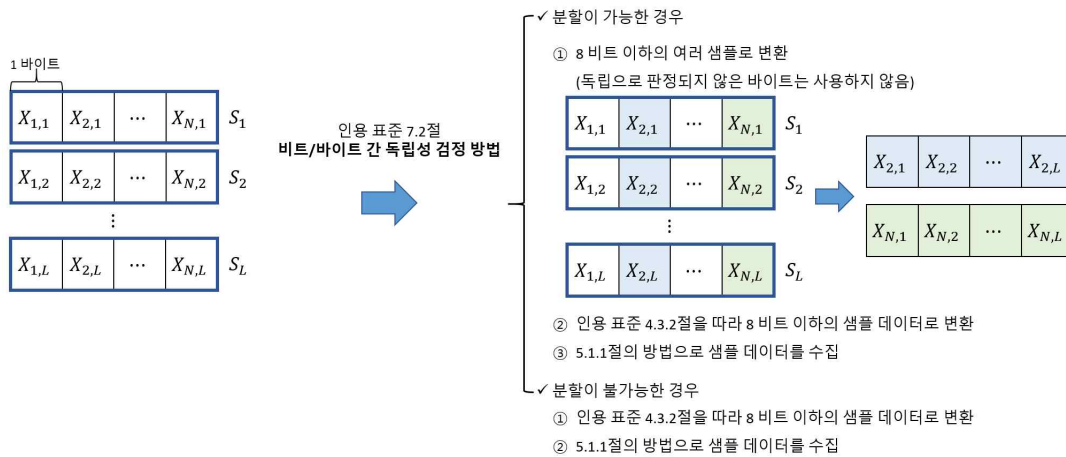 1 바이트
X1,1 X2,1 ⋯ XN,1 S1
X1,2 X2,2 ⋯ XN,2 S2
⋮
X1,L X2,L ⋯ XN,L SL
인용 표준 7.2절
비트/바이트 간 독립성 검정 방법
✓ 분할이 가능한 경우
① 8 비트 이하의 여러 샘플로 변환
(독립으로 판정되지 않은 바이트는 사용하지 않음)
X1,1 X2,1 ⋯ XN,1 S1
X1,2 X2,2 ⋯ XN,2 S2
⋮
X1,L X2,L ⋯ XN,L SL
X2,1 X2,2 ⋯ X2,L
XN,1 XN,2 ⋯ XN,L
② 인용 표준 4.3.2절을 따라 8 비트 이하의 샘플 데이터로 변환
③ 5.1.1절의 방법으로 샘플 데이터를 수집
✓ 분할이 불가능한 경우
① 인용 표준 4.3.2절을 따라 8 비트 이하의 샘플 데이터로 변환
② 5.1.1절의 방법으로 샘플 데이터를 수집